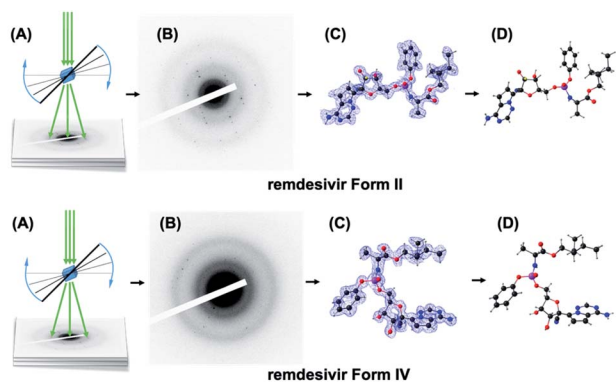 (A) (B) (C) (D)
remdesivir Form II
(A) (B) (C) (D)
remdesivir Form IV